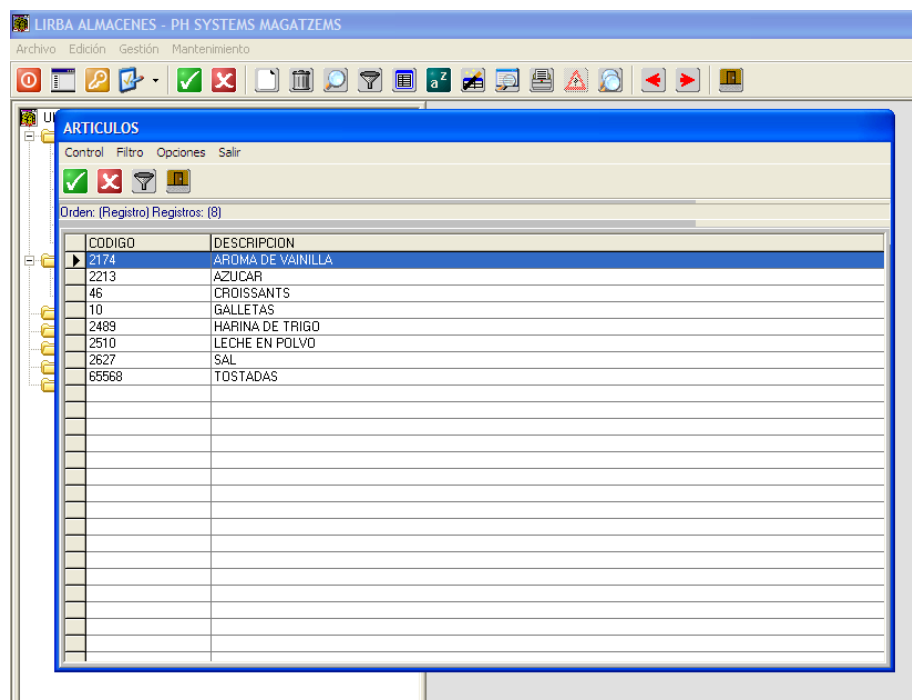 LIRBA ALMACENES - PH SYSTEMS MAGATZEMS
Archivo Edición Gestión Mantenimiento
ARTICULOS
Control Filtro Opciones Salir
Orden: (Registro) Registros: (8)
CODIGO DESCRIPCION
2174 AROMA DE VAINILLA
2213 AZUCAR
46 CROISSANTS
10 GALLETAS
2489 HARINA DE TRIGO
2510 LECHE EN POLVO
2627 SAL
65568 TOSTADAS